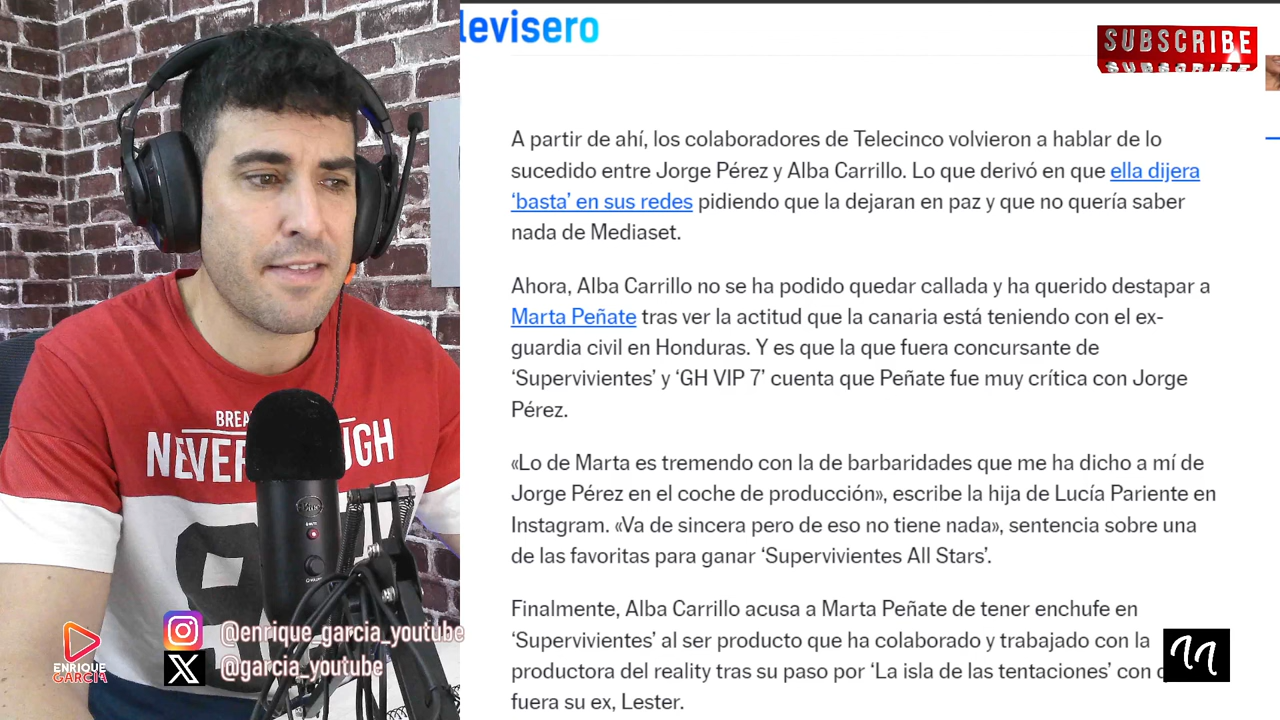 levisero
SUBSCRIBE
A partir de ahí, los colaboradores de Telecinco volvieron a hablar de lo
sucedido entre Jorge Pérez y Alba Carrillo. Lo que derivó en que ella dijera
‘basta’ en sus redes pidiendo que la dejaran en paz y que no quería saber
nada de Mediaset.
Ahora, Alba Carrillo no se ha podido quedar callada y ha querido destapar a
Marta Peñate tras ver la actitud que la canaria está teniendo con el ex-
guardia civil en Honduras. Y es que la que fuera concursante de
‘Supervivientes’ y ‘GH VIP 7’ cuenta que Peñate fue muy crítica con Jorge
Pérez.
«Lo de Marta es tremendo con la de barbaridades que me ha dicho a mí de
Jorge Pérez en el coche de producción», escribe la hija de Lucía Pariente en
Instagram. «Va de sincera pero de eso no tiene nada», sentencia sobre una
de las favoritas para ganar ‘Supervivientes All Stars’.
Finalmente, Alba Carrillo acusa a Marta Peñate de tener enchufe en
‘Supervivientes’ al ser producto que ha colaborado y trabajado con la
productora del reality tras su paso por ‘La isla de las tentaciones’ con
fuera su ex, Lester.
BREA
NEVER UGH
@enrique_garcia_youtube
@garcia_youtube
ENRIQUE
GARCIA